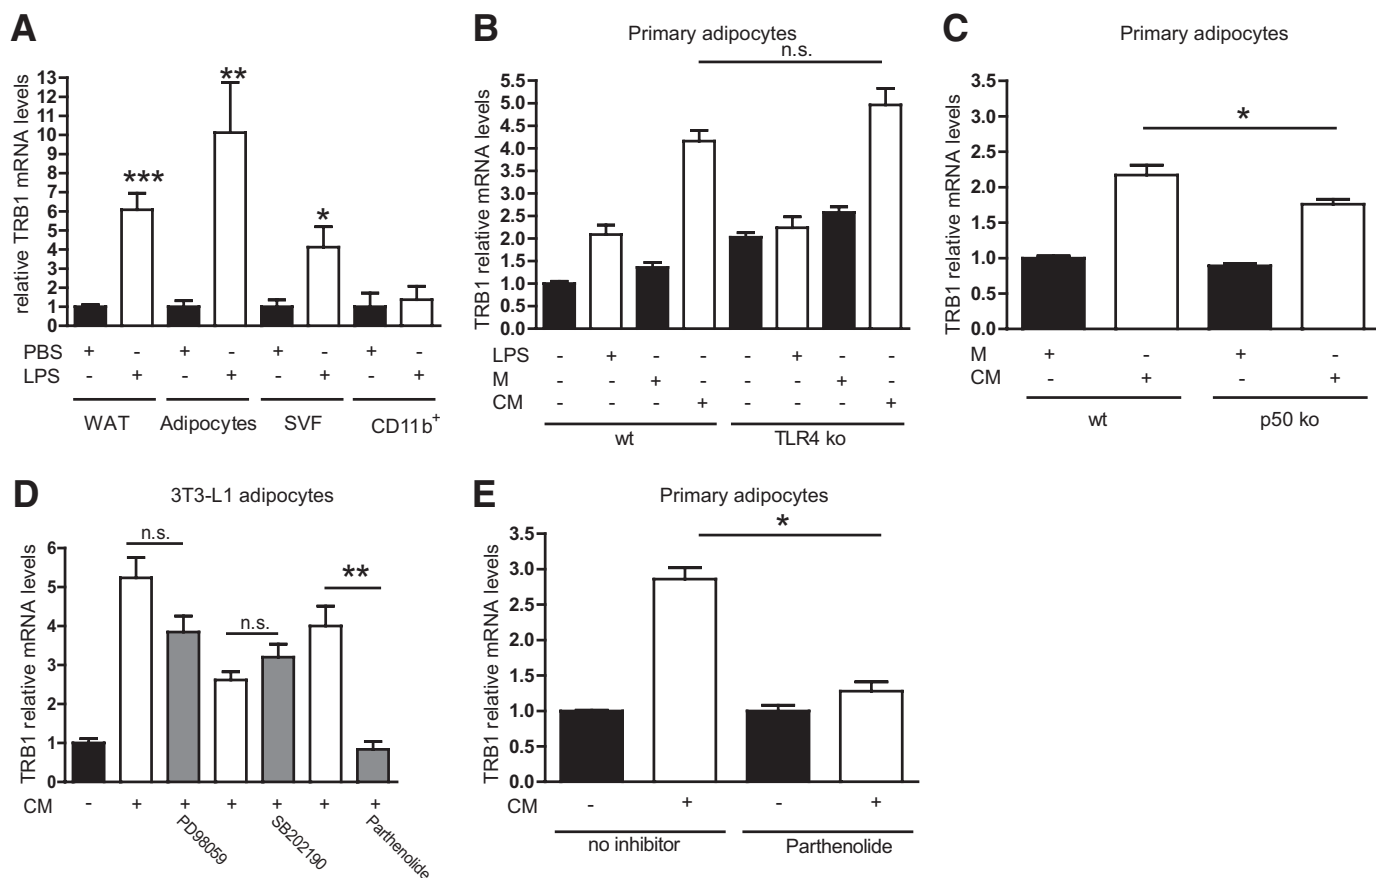 A
relative TRB1 mRNA levels
13
12
11
10
9
8
7
6
5
4
3
2
1
0
***
**
*
PBS + - + - + - + -
LPS - + - + - + - +
WAT Adipocytes SVF CD11b+
B
Primary adipocytes
n.s.
TRB1 relative mRNA levels
5.5
5.0
4.5
4.0
3.5
3.0
2.5
2.0
1.5
1.0
0.5
0.0
LPS - + - - - + - -
M - - + - - - + -
CM - - - + - - - +
wt TLR4 ko
C
Primary adipocytes
*
TRB1 relative mRNA levels
3.5
3.0
2.5
2.0
1.5
1.0
0.5
0.0
M + - + -
CM - + - +
wt p50 ko
D
3T3-L1 adipocytes
n.s.
n.s.
**
TRB1 relative mRNA levels
6
5
4
3
2
1
0
CM - + + + + + +
PD98059
SB202190
Parthenolide
E
Primary adipocytes
*
TRB1 relative mRNA levels
3.5
3.0
2.5
2.0
1.5
1.0
0.5
0.0
CM - + - +
no inhibitor Parthenolide